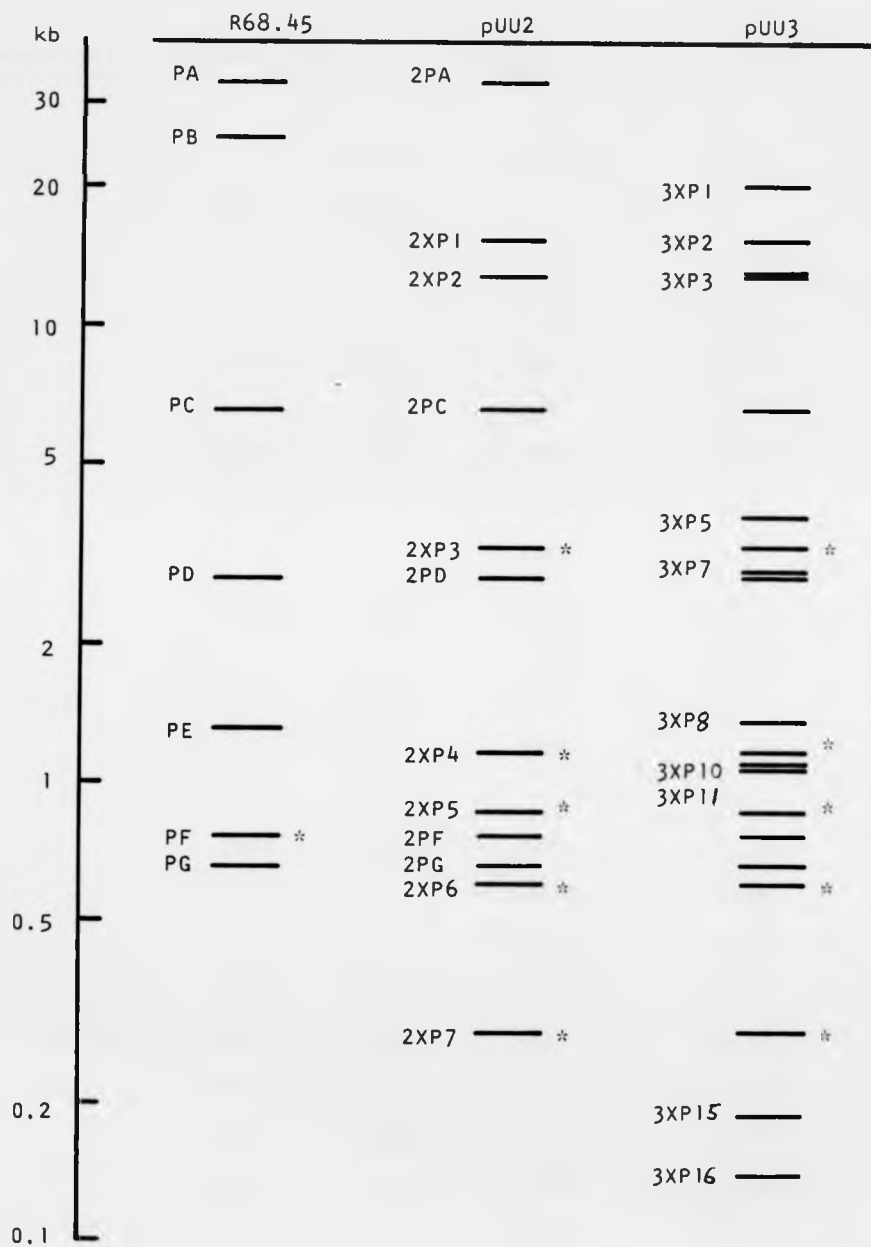 kb R68.45 pUU2 pUU3
PA 2PA
30
PB
20 3XP1
2XP1 3XP2
2XP2 3XP3
10
PC 2PC
5
3XP5
2XP3 * *
PD 2PD 3XP7
2
PE 3XP8
2XP4 * *
1 3XP10
2XP5 * 3XP11 *
PF * 2PF
PG 2PG
2XP6 * *
0.5
2XP7 * *
0.2 3XP15
3XP16
0.1